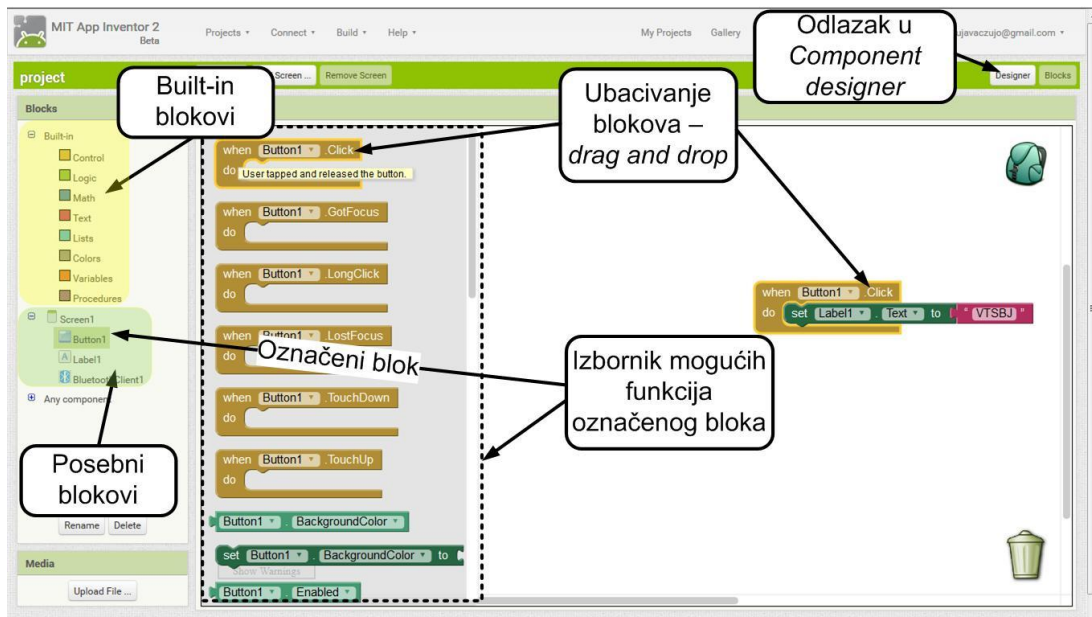 MIT App Inventor 2
Beta
Projects Connect Build Help My Projects Gallery
ujavaczujo@gmail.com
Odlazak u
Component
designer
project
Screen ... Remove Screen
Designer Blocks
Built-in
blokovi
Ubacivanje
blokova –
drag and drop
Blocks
Built-in
Control
Logic
Math
Text
Lists
Colors
Variables
Procedures
Screen1
Button1
Label1
BluetoothClient1
Any component
Posebni
blokovi
Rename Delete
Media
Upload File ...
when Button1 .Click
do
User tapped and released the button.
when Button1 .GotFocus
do
when Button1 .LongClick
do
when Button1 .LostFocus
do
Označeni blok
when Button1 .TouchDown
do
when Button1 .TouchUp
do
Button1 . BackgroundColor
set Button1 . BackgroundColor to
Show Warnings
Button1 . Enabled
when Button1 .Click
do set Label1 . Text to " VTSBJ "
Izbornik mogućih
funkcija
označenog bloka